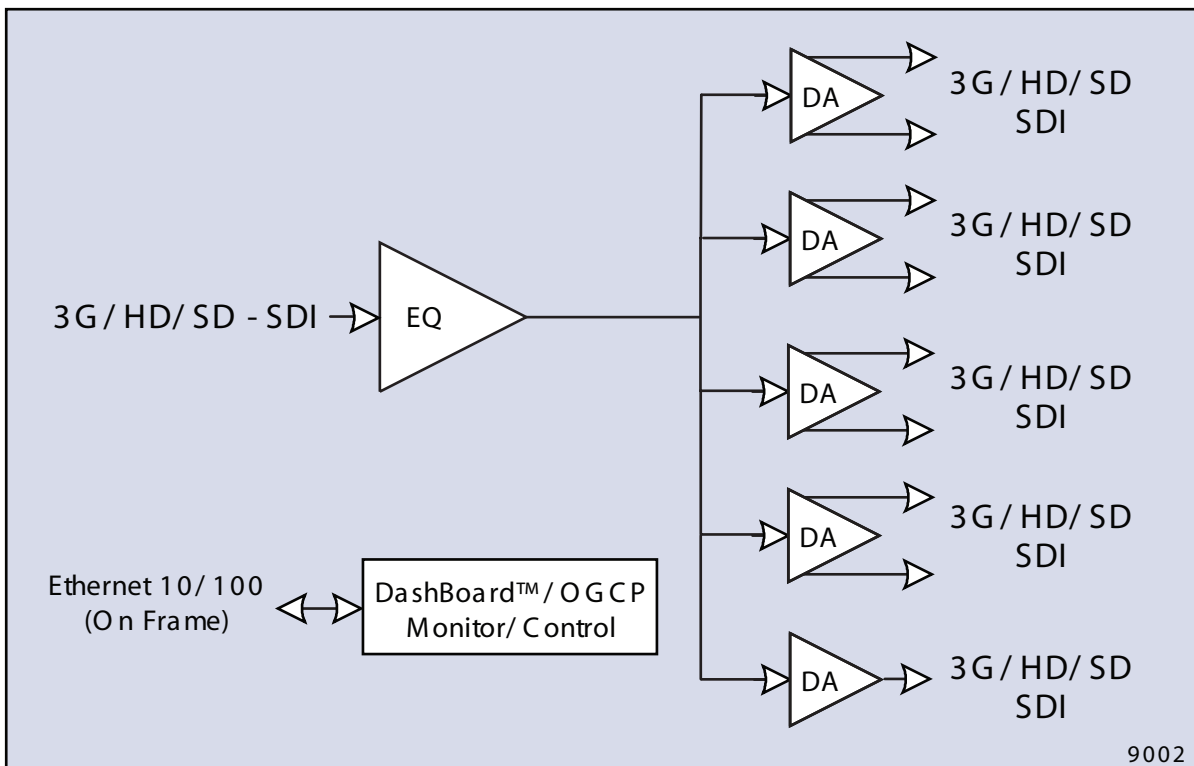 3G/HD/SD - SDI
EQ
DA
3G/HD/SD
SDI
DA
3G/HD/SD
SDI
DA
3G/HD/SD
SDI
DA
3G/HD/SD
SDI
DA
3G/HD/SD
SDI
Ethernet 10/100
(On Frame)
DashBoard™/OGCP
Monitor/Control
9002